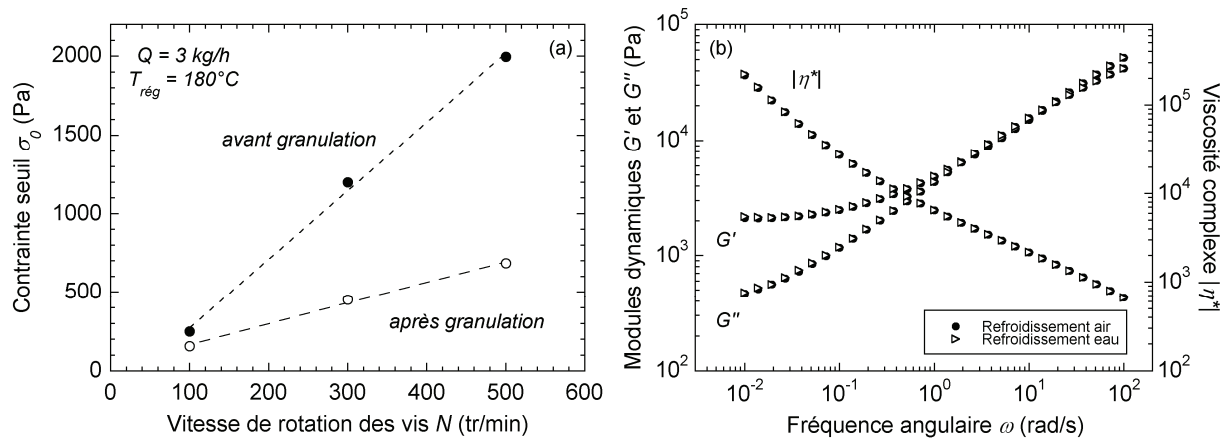 (a)
Q = 3 kg/h
T_rég = 180°C
avant granulation
après granulation
Contrainte seuil σ_0 (Pa)
2000
1500
1000
500
0
0 100 200 300 400 500 600
Vitesse de rotation des vis N (tr/min)
(b)
|η*|
G'
G"
Refroidissement air
Refroidissement eau
Modules dynamiques G' et G" (Pa)
10^5
10^4
10^3
10^2
Viscosité complexe |η*|
10^5
10^4
10^3
10^2
10^-2 10^-1 10^0 10^1 10^2
Fréquence angulaire ω (rad/s)